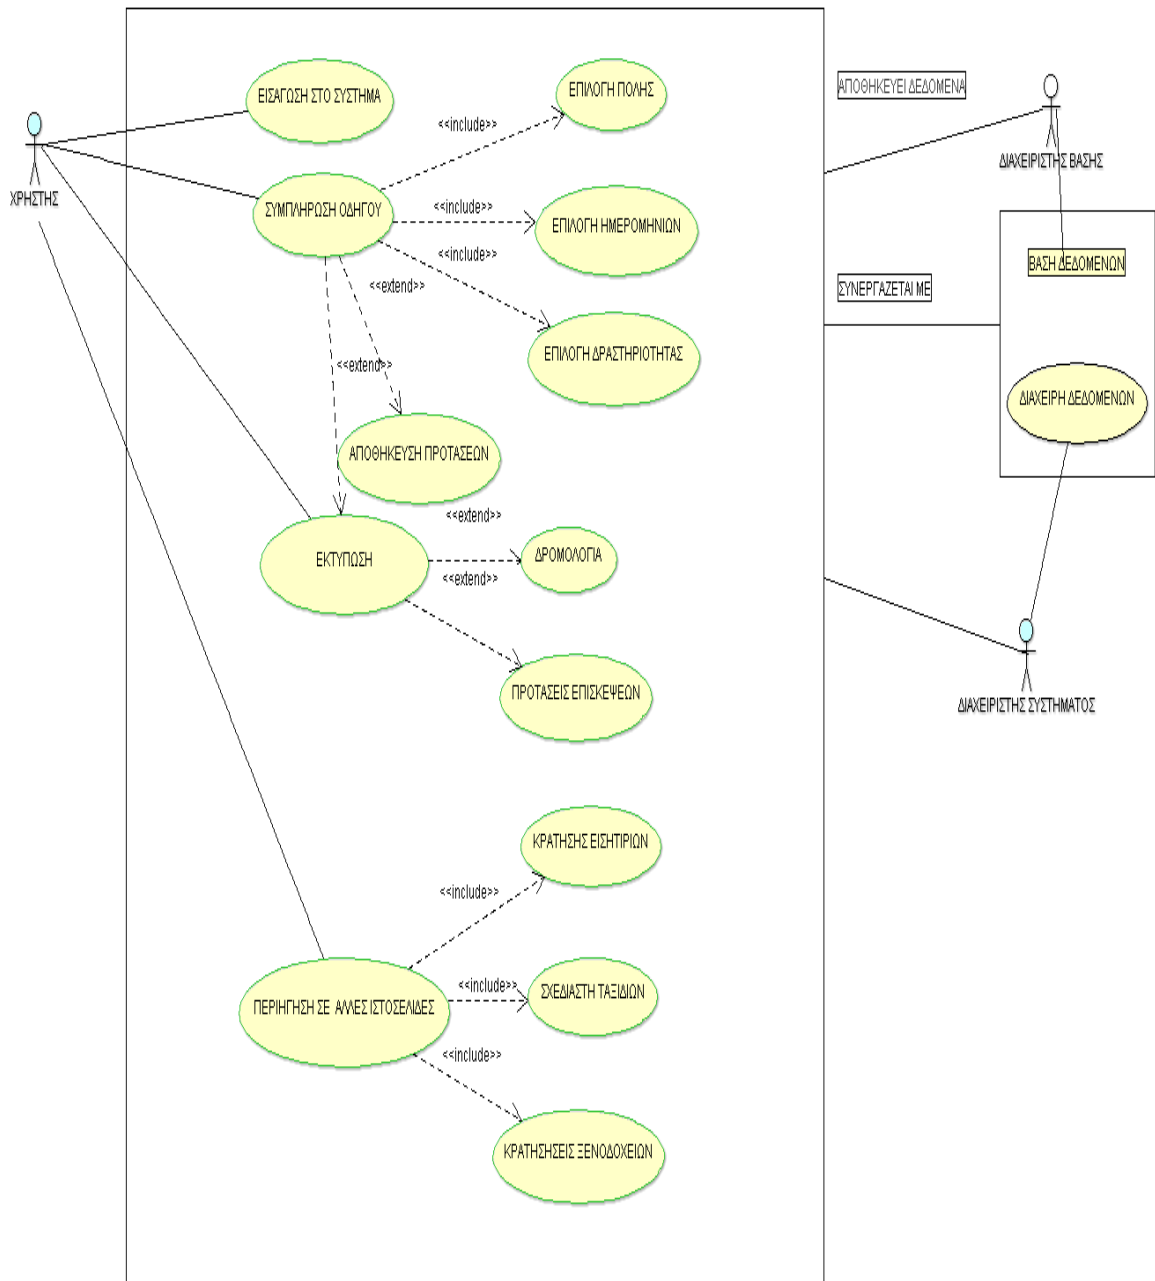 ΕΙΣΑΓΩΣΗ ΣΤΟ ΣΥΣΤΗΜΑ
ΕΠΙΛΟΓΗ ΠΟΛΗΣ
ΑΠΟΘΗΚΕΥΕΙ ΔΕΔΟΜΕΝΑ
<<include>>
ΔΙΑΧΕΙΡΙΣΤΗΣ ΒΑΣΗΣ
ΧΡΗΣΤΗΣ
ΣΥΜΠΛΗΡΩΣΗ ΟΔΗΓΟΥ
<<include>>
ΕΠΙΛΟΓΗ ΗΜΕΡΟΜΗΝΙΩΝ
<<include>>
ΒΑΣΗ ΔΕΔΟΜΕΝΩΝ
<<extend>>
ΣΥΝΕΡΓΑΖΕΤΑΙ ΜΕ
ΕΠΙΛΟΓΗ ΔΡΑΣΤΗΡΙΟΤΗΤΑΣ
<<extend>>
ΔΙΑΧΕΙΡΗ ΔΕΔΟΜΕΝΩΝ
ΑΠΟΘΗΚΕΥΣΗ ΠΡΟΤΑΣΕΩΝ
<<extend>>
ΕΚΤΥΠΩΣΗ
ΔΡΟΜΟΛΟΓΙΑ
<<extend>>
ΠΡΟΤΑΣΕΙΣ ΕΠΙΣΚΕΨΕΩΝ
ΔΙΑΧΕΙΡΙΣΤΗΣ ΣΥΣΤΗΜΑΤΟΣ
ΚΡΑΤΗΣΗΣ ΕΙΣΗΤΙΡΙΩΝ
<<include>>
<<include>>
ΣΧΕΔΙΑΣΤΗ ΤΑΞΙΔΙΩΝ
ΠΕΡΙΗΓΗΣΗ ΣΕ ΑΛΛΕΣ ΙΣΤΟΣΕΛΙΔΕΣ
<<include>>
ΚΡΑΤΗΣΗΣΕΙΣ ΞΕΝΟΔΟΧΕΙΩΝ